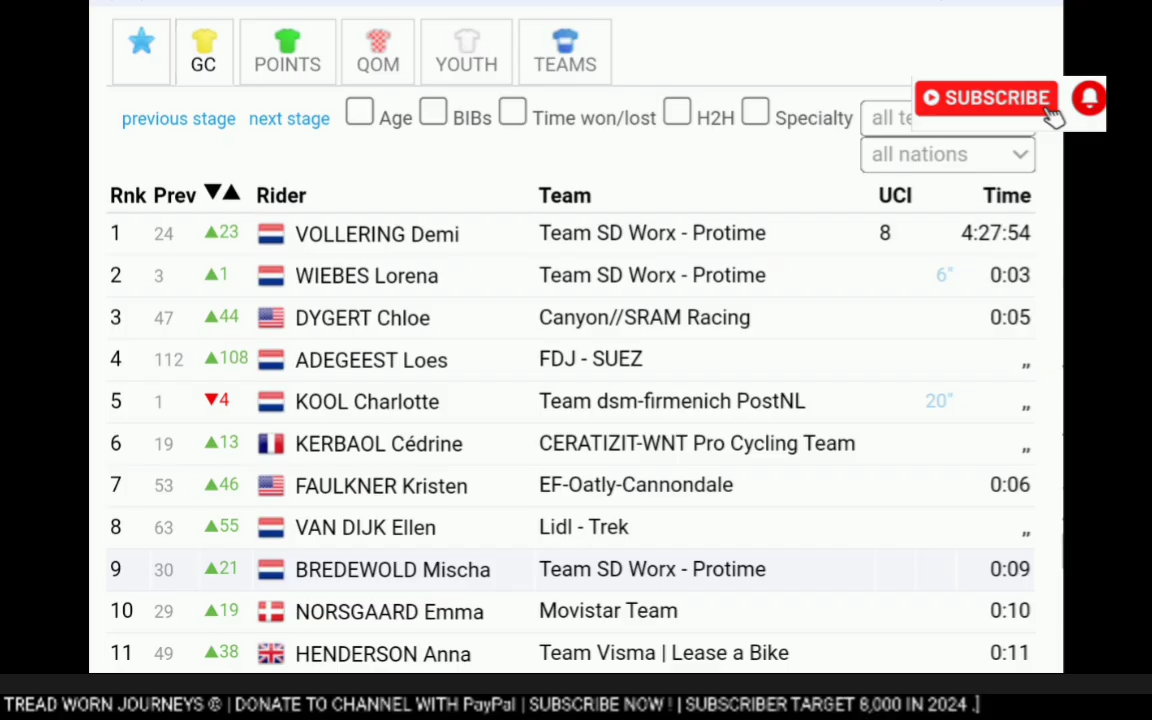 GC
POINTS
QOM
YOUTH
TEAMS
SUBSCRIBE
previous stage next stage Age BIBs Time won/lost H2H Specialty all te
all nations
Rnk Prev ▼▲ Rider Team UCI Time
1 24 ▲23 VOLLERING Demi Team SD Worx - Protime 8 4:27:54
2 3 ▲1 WIEBES Lorena Team SD Worx - Protime 6" 0:03
3 47 ▲44 DYGERT Chloe Canyon//SRAM Racing 0:05
4 112 ▲108 ADEGEEST Loes FDJ - SUEZ ,,
5 1 ▼4 KOOL Charlotte Team dsm-firmenich PostNL 20" ,,
6 19 ▲13 KERBAOL Cédrine CERATIZIT-WNT Pro Cycling Team ,,
7 53 ▲46 FAULKNER Kristen EF-Oatly-Cannondale 0:06
8 63 ▲55 VAN DIJK Ellen Lidl - Trek ,,
9 30 ▲21 BREDEWOLD Mischa Team SD Worx - Protime 0:09
10 29 ▲19 NORSGAARD Emma Movistar Team 0:10
11 49 ▲38 HENDERSON Anna Team Visma | Lease a Bike 0:11
TREAD WORN JOURNEYS © | DONATE TO CHANNEL WITH PayPal | SUBSCRIBE NOW ! | SUBSCRIBER TARGET 8,000 IN 2024 .]